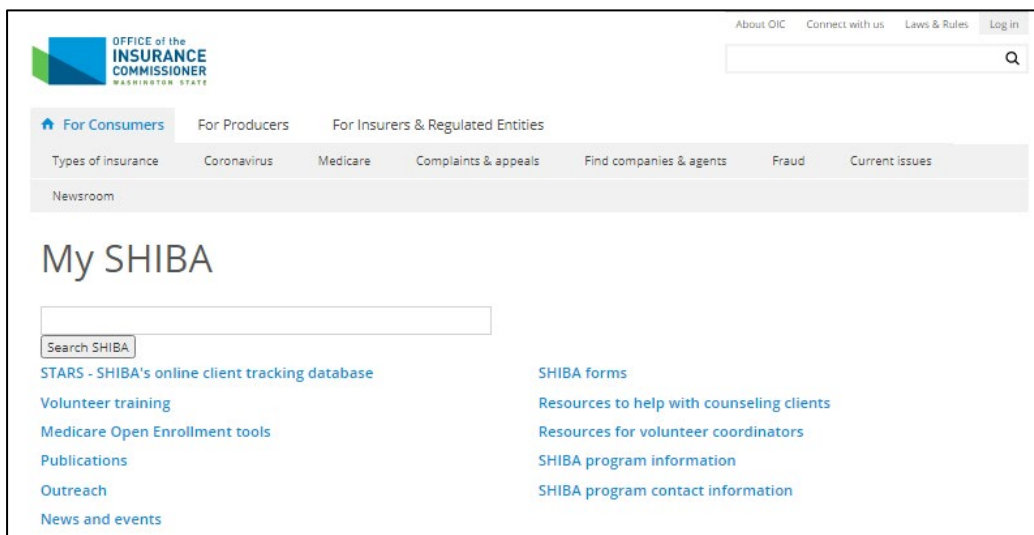 About OIC Connect with us Laws & Rules Log in
OFFICE of the
INSURANCE
COMMISSIONER
WASHINGTON STATE
For Consumers For Producers For Insurers & Regulated Entities
Types of insurance Coronavirus Medicare Complaints & appeals Find companies & agents Fraud Current issues
Newsroom
My SHIBA
Search SHIBA
STARS - SHIBA's online client tracking database
Volunteer training
Medicare Open Enrollment tools
Publications
Outreach
News and events
SHIBA forms
Resources to help with counseling clients
Resources for volunteer coordinators
SHIBA program information
SHIBA program contact information